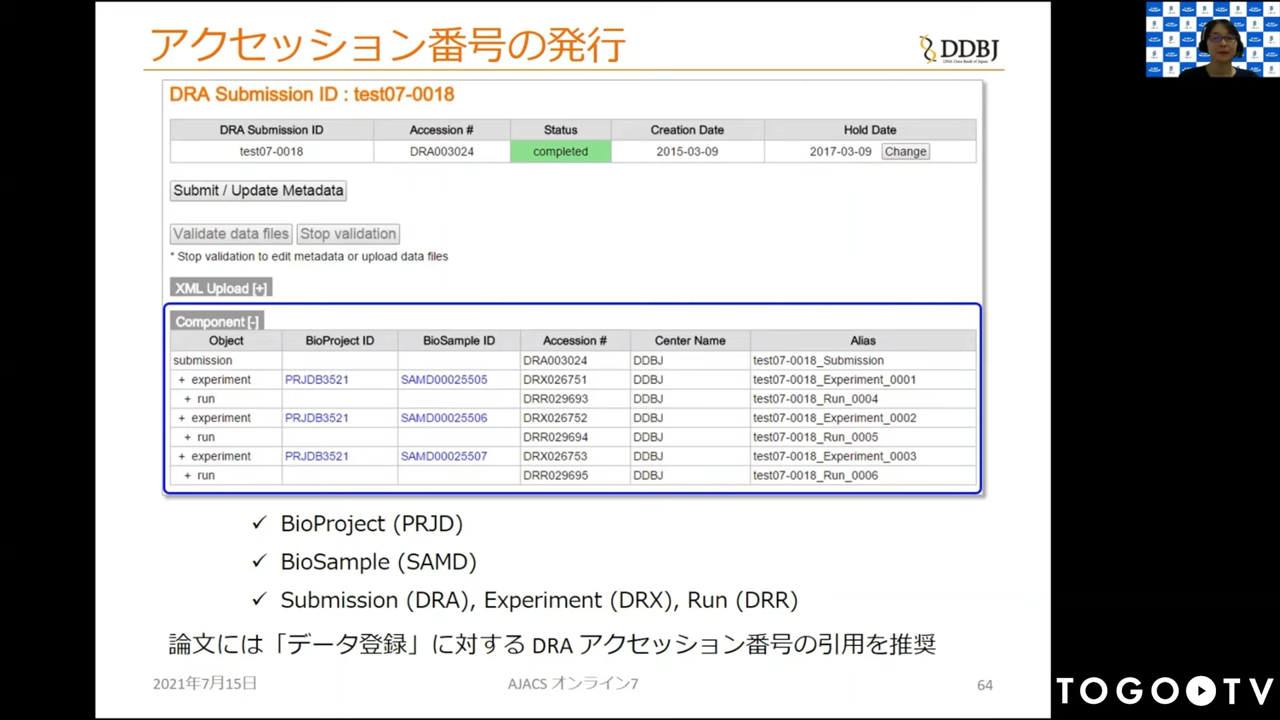 アクセッション番号の発行
DDBJ
DNA Data Bank of Japan
DRA Submission ID : test07-0018
DRA Submission ID Accession # Status Creation Date Hold Date
test07-0018 DRA003024 completed 2015-03-09 2017-03-09 Change
Submit / Update Metadata
Validate data files Stop validation
* Stop validation to edit metadata or upload data files
XML Upload [+]
Component [-]
Object BioProject ID BioSample ID Accession # Center Name Alias
submission DRA003024 DDBJ test07-0018_Submission
+ experiment PRJDB3521 SAMD00025505 DRX026751 DDBJ test07-0018_Experiment_0001
+ run DRR029693 DDBJ test07-0018_Run_0004
+ experiment PRJDB3521 SAMD00025506 DRX026752 DDBJ test07-0018_Experiment_0002
+ run DRR029694 DDBJ test07-0018_Run_0005
+ experiment PRJDB3521 SAMD00025507 DRX026753 DDBJ test07-0018_Experiment_0003
+ run DRR029695 DDBJ test07-0018_Run_0006
✓ BioProject (PRJD)
✓ BioSample (SAMD)
✓ Submission (DRA), Experiment (DRX), Run (DRR)
論文には「データ登録」に対する DRA アクセッション番号の引用を推奨
2021年7月15日 AJACS オンライン7 64
TOGO TV